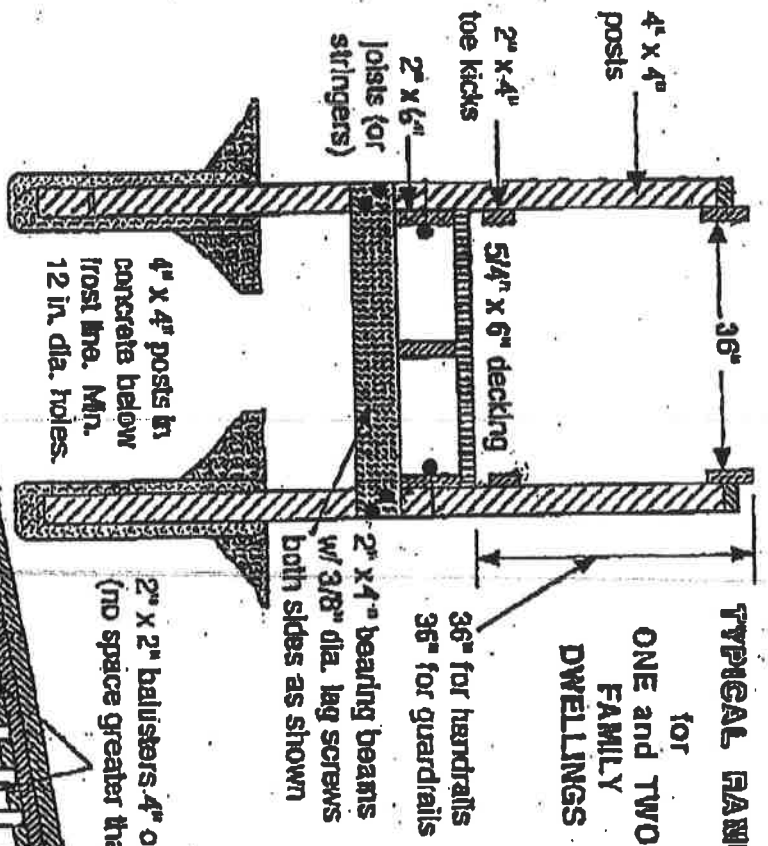 4" x 4"
posts
2" x 4"
toe kicks
2" x 6"
joists (or
stringers)
36"
5/4" x 6" decking
4" x 4" posts in
concrete below
frost line. Min.
12 in. dia. holes.
TYPICAL
for
ONE and TWO
FAMILY
DWELLINGS
36" for handrails
36" for guardrails
2" x 4" bearing beams
w/ 3/8" dia. lag screws
both sides as shown
2" x 2" balusters 4" o
(no space greater tha